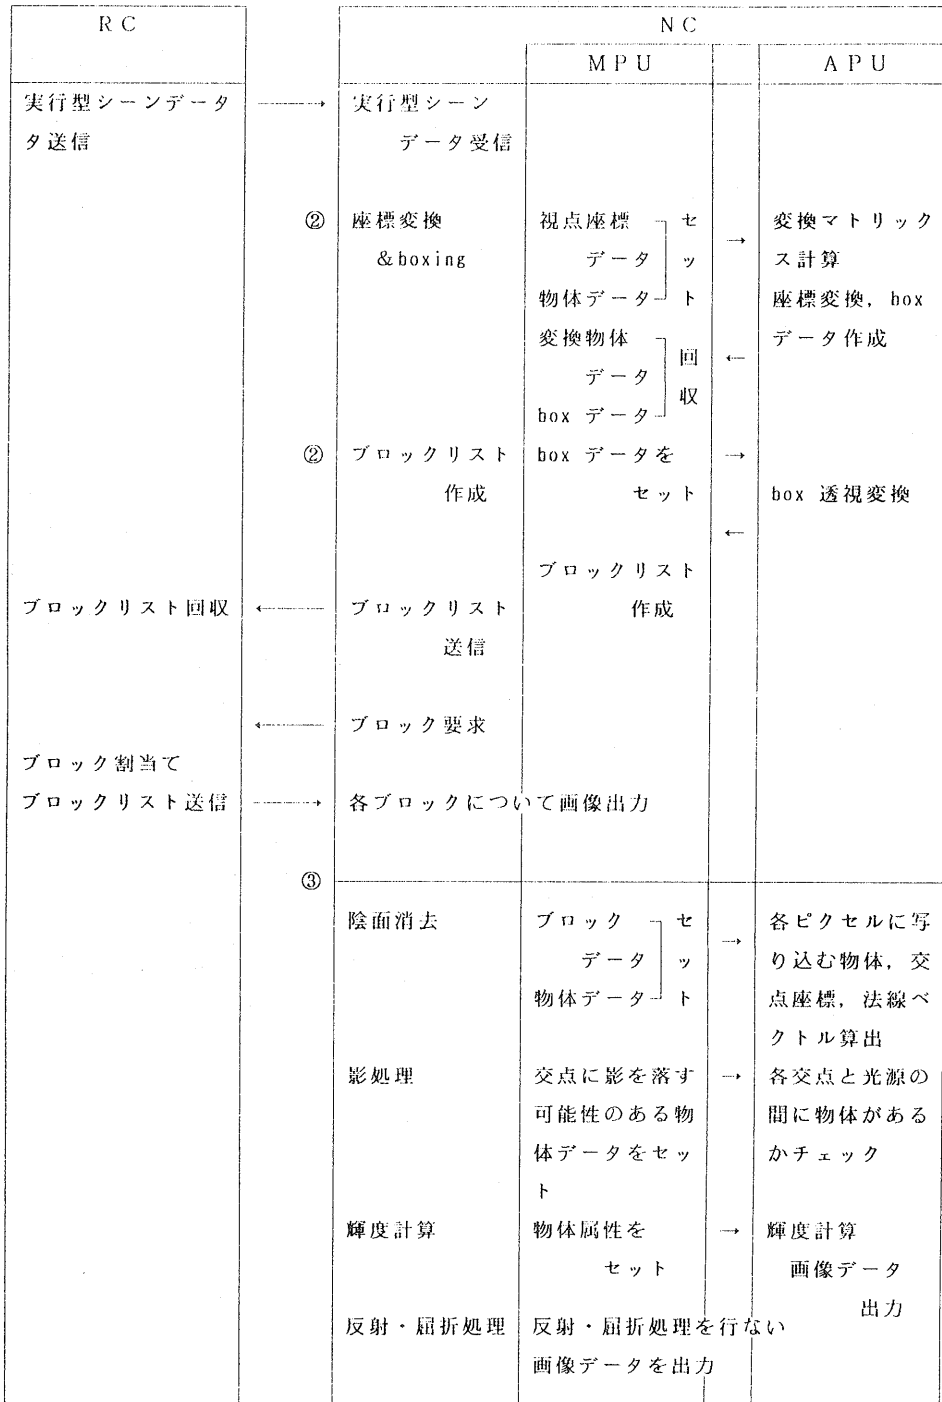 RC
NC
MPU
APU
実行型シーンデータ
タ送信
→
実行型シーン
データ受信
②
座標変換
&boxing
視点座標
データ
物体データ
セット
→
変換マトリック
ス計算
座標変換, box
データ作成
変換物体
データ
box データ
回収
←
②
ブロックリスト
作成
box データを
セット
→
box 透視変換
←
ブロックリスト
作成
ブロックリスト回収
←
ブロックリスト
送信
←
ブロック要求
ブロック割当て
ブロックリスト送信
→
各ブロックについて画像出力
③
陰面消去
ブロック
データ
物体データ
セット
→
各ピクセルに写
り込む物体, 交
点座標, 法線ベ
クトル算出
影処理
交点に影を落す
可能性のある物
体データをセッ
ト
→
各交点と光源の
間に物体がある
かチェック
輝度計算
物体属性を
セット
→
輝度計算
画像データ
出力
反射・屈折処理
反射・屈折処理を行ない
画像データを出力